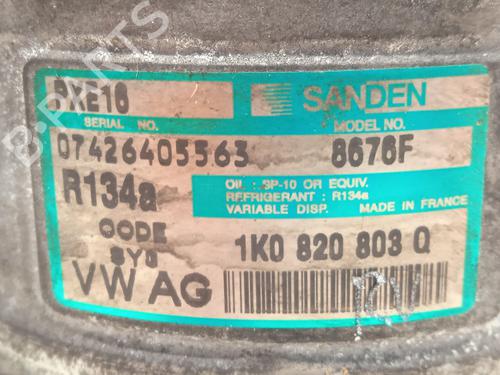 B-PARTS
PXE16
SANDEN
SERIAL NO.
MODEL NO.
07426405563
8676F
R134a
OIL : SP-10 OR EQUIV.
REFRIGERANT : R134a
VARIABLE DISP. MADE IN FRANCE
CODE
SYS
1K0 820 803 Q
VW AG